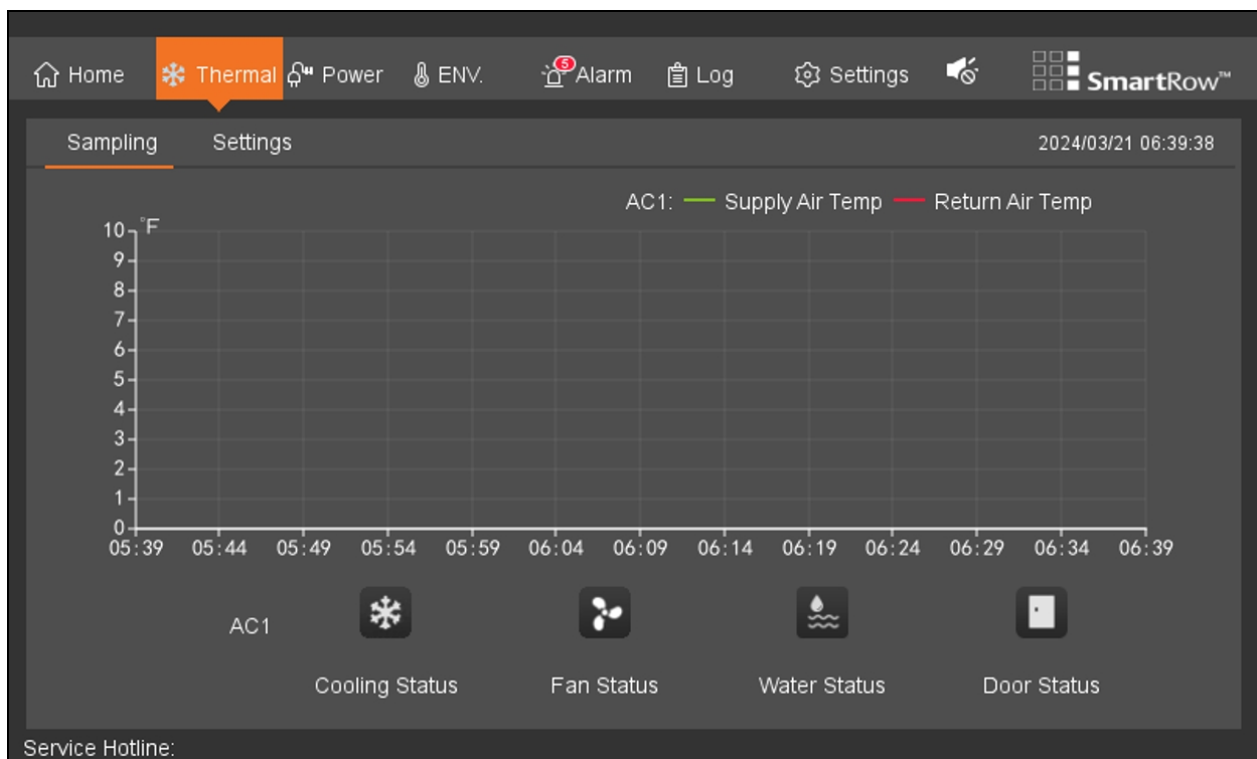 Home Thermal Power ENV. 5 Alarm Log Settings SmartRow™
Sampling Settings 2024/03/21 06:39:38
AC1: Supply Air Temp Return Air Temp
°F
10
9
8
7
6
5
4
3
2
1
0
05:39 05:44 05:49 05:54 05:59 06:04 06:09 06:14 06:19 06:24 06:29 06:34 06:39
AC1
Cooling Status Fan Status Water Status Door Status
Service Hotline: